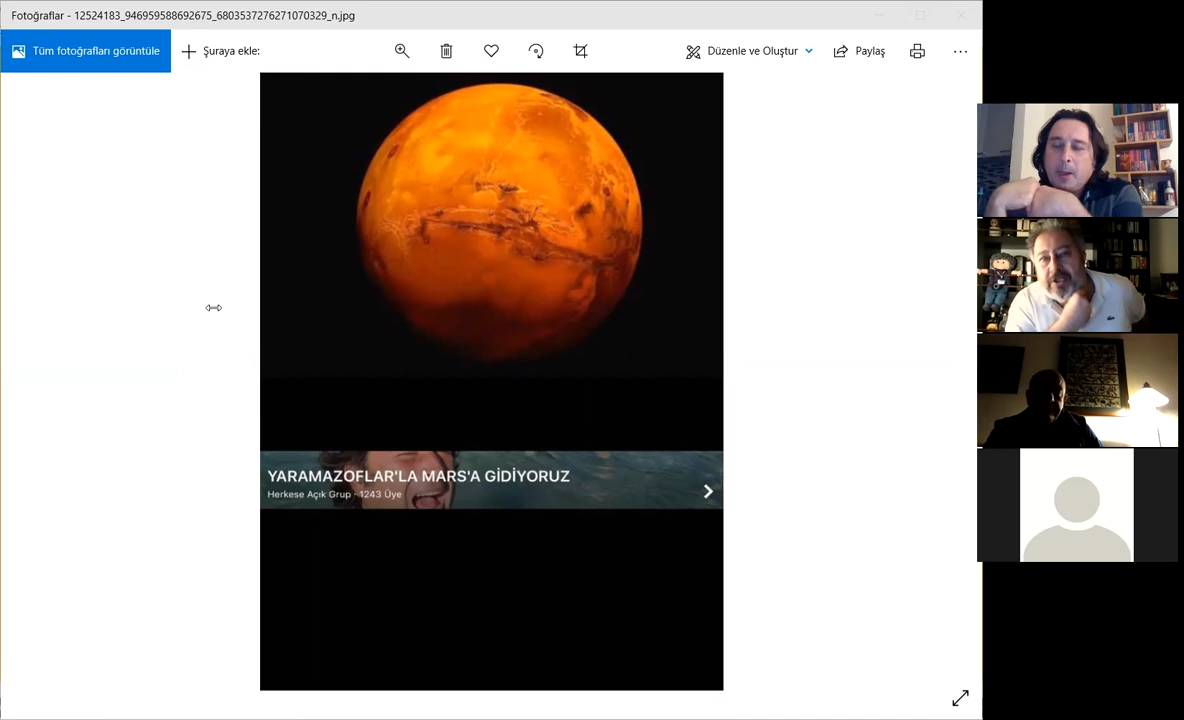 Fotoğraflar - 12524183_946959588692675_6803537276271070329_n.jpg
Tüm fotoğrafları görüntüle
Şuraya ekle:
Düzenle ve Oluştur
Paylaş
YARAMAZOFLAR'LA MARS'A GİDİYORUZ
Herkese Açık Grup · 1243 Üye